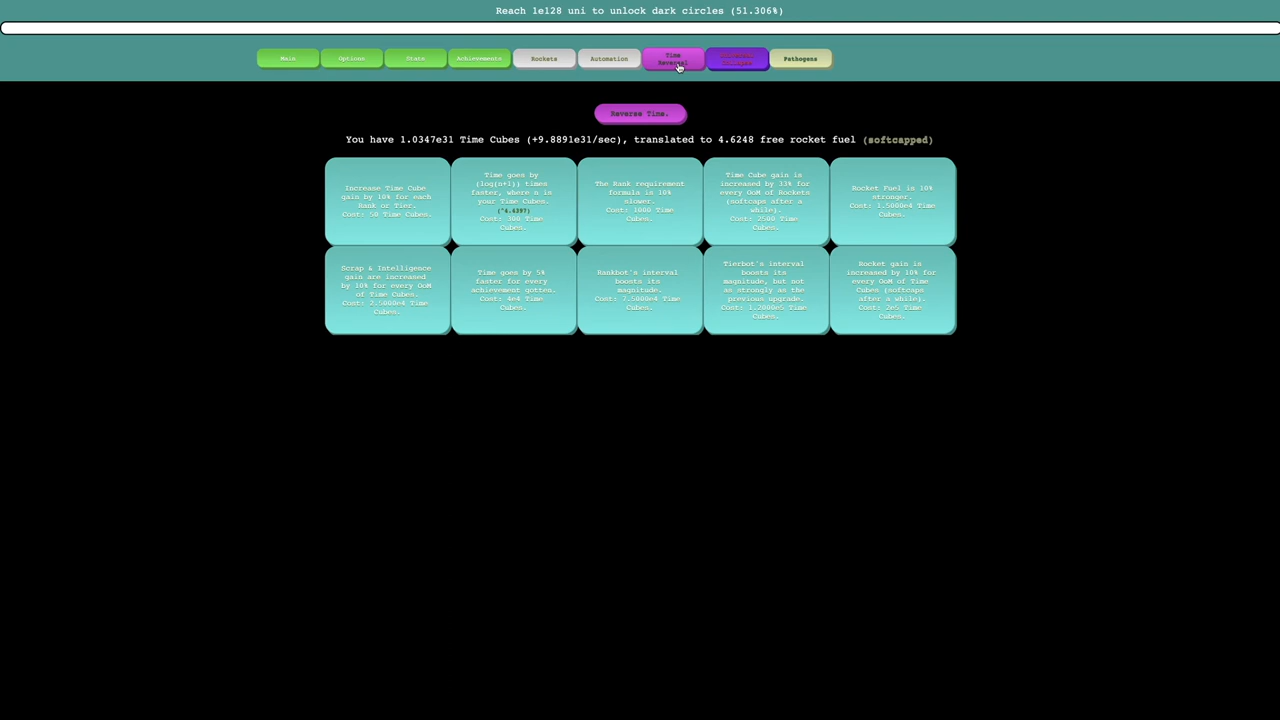 Reach 1e128 uni to unlock dark circles (51.306%)
Main
Options
Stats
Achievements
Rockets
Automation
Time
Reversal
Pathogens
Reverse Time.
You have 1.0347e31 Time Cubes (+9.8891e31/sec), translated to 4.6248 free rocket fuel (softcapped)
Increase Time Cube
gain by 10% for each
Rank or Tier.
Cost: 50 Time Cubes.
Time goes by
(log(n+1)) times
faster, where n is
your Time Cubes.
(^4.4397)
Cost: 300 Time
Cubes.
The Rank requirement
formula is 10%
slower.
Cost: 1000 Time
Cubes.
Time Cube gain is
increased by 33% for
every OoM of Rockets
(softcaps after a
while).
Cost: 2500 Time
Cubes.
Rocket Fuel is 10%
stronger.
Cost: 1.5000e4 Time
Cubes.
Scrap & Intelligence
gain are increased
by 10% for every OoM
of Time Cubes.
Cost: 2.5000e4 Time
Cubes.
Time goes by 5%
faster for every
achievement gotten.
Cost: 4e4 Time
Cubes.
Rankbot's interval
boosts its
magnitude.
Cost: 7.5000e4 Time
Cubes.
Tierbot's interval
boosts its
magnitude, but not
as strongly as the
previous upgrade.
Cost: 1.2000e5 Time
Cubes.
Rocket gain is
increased by 10% for
every OoM of Time
Cubes (softcaps
after a while).
Cost: 2e5 Time
Cubes.